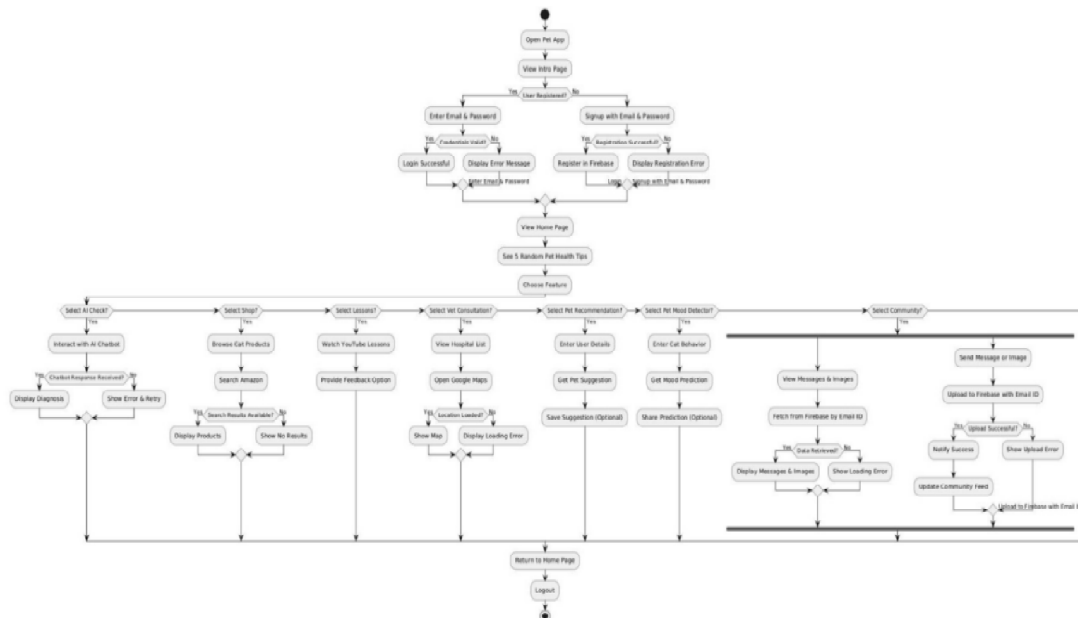 Open Pet App
View Intro Page
Yes User Registered? No
Enter Email & Password Signup with Email & Password
Yes Credentials Valid? No Yes Registration Successful? No
Login Successful Display Error Message Register in Firebase Display Registration Error
Enter Email & Password Login Signup with Email & Password
View Home Page
See 5 Random Pet Health Tips
Choose Feature
Select AI Check? Select Shop? Select Lessons? Select Vet Consultation? Select Pet Recommendation? Select Pet Mood Detector? Select Community?
Yes Yes Yes Yes Yes Yes Yes
Interact with AI Chatbot Browse Cat Products Watch YouTube Lessons View Hospital List Enter User Details Enter Cat Behavior
Send Message or Image
View Messages & Images
Yes Chatbot Response Received? No Search Amazon Provide Feedback Option Open Google Maps Get Pet Suggestion Get Mood Prediction
Upload to Firebase with Email ID
Display Diagnosis Show Error & Retry
Yes Search Results Available? No Yes Location Loaded? No Save Suggestion (Optional) Share Prediction (Optional) Fetch from Firebase by Email ID
Yes Upload Successful? No
Display Products Show No Results Show Map Display Loading Error
Yes Data Retrieved? No Notify Success Show Upload Error
Display Messages & Images Show Loading Error
Update Community Feed
Upload to Firebase with Email
Return to Home Page
Logout